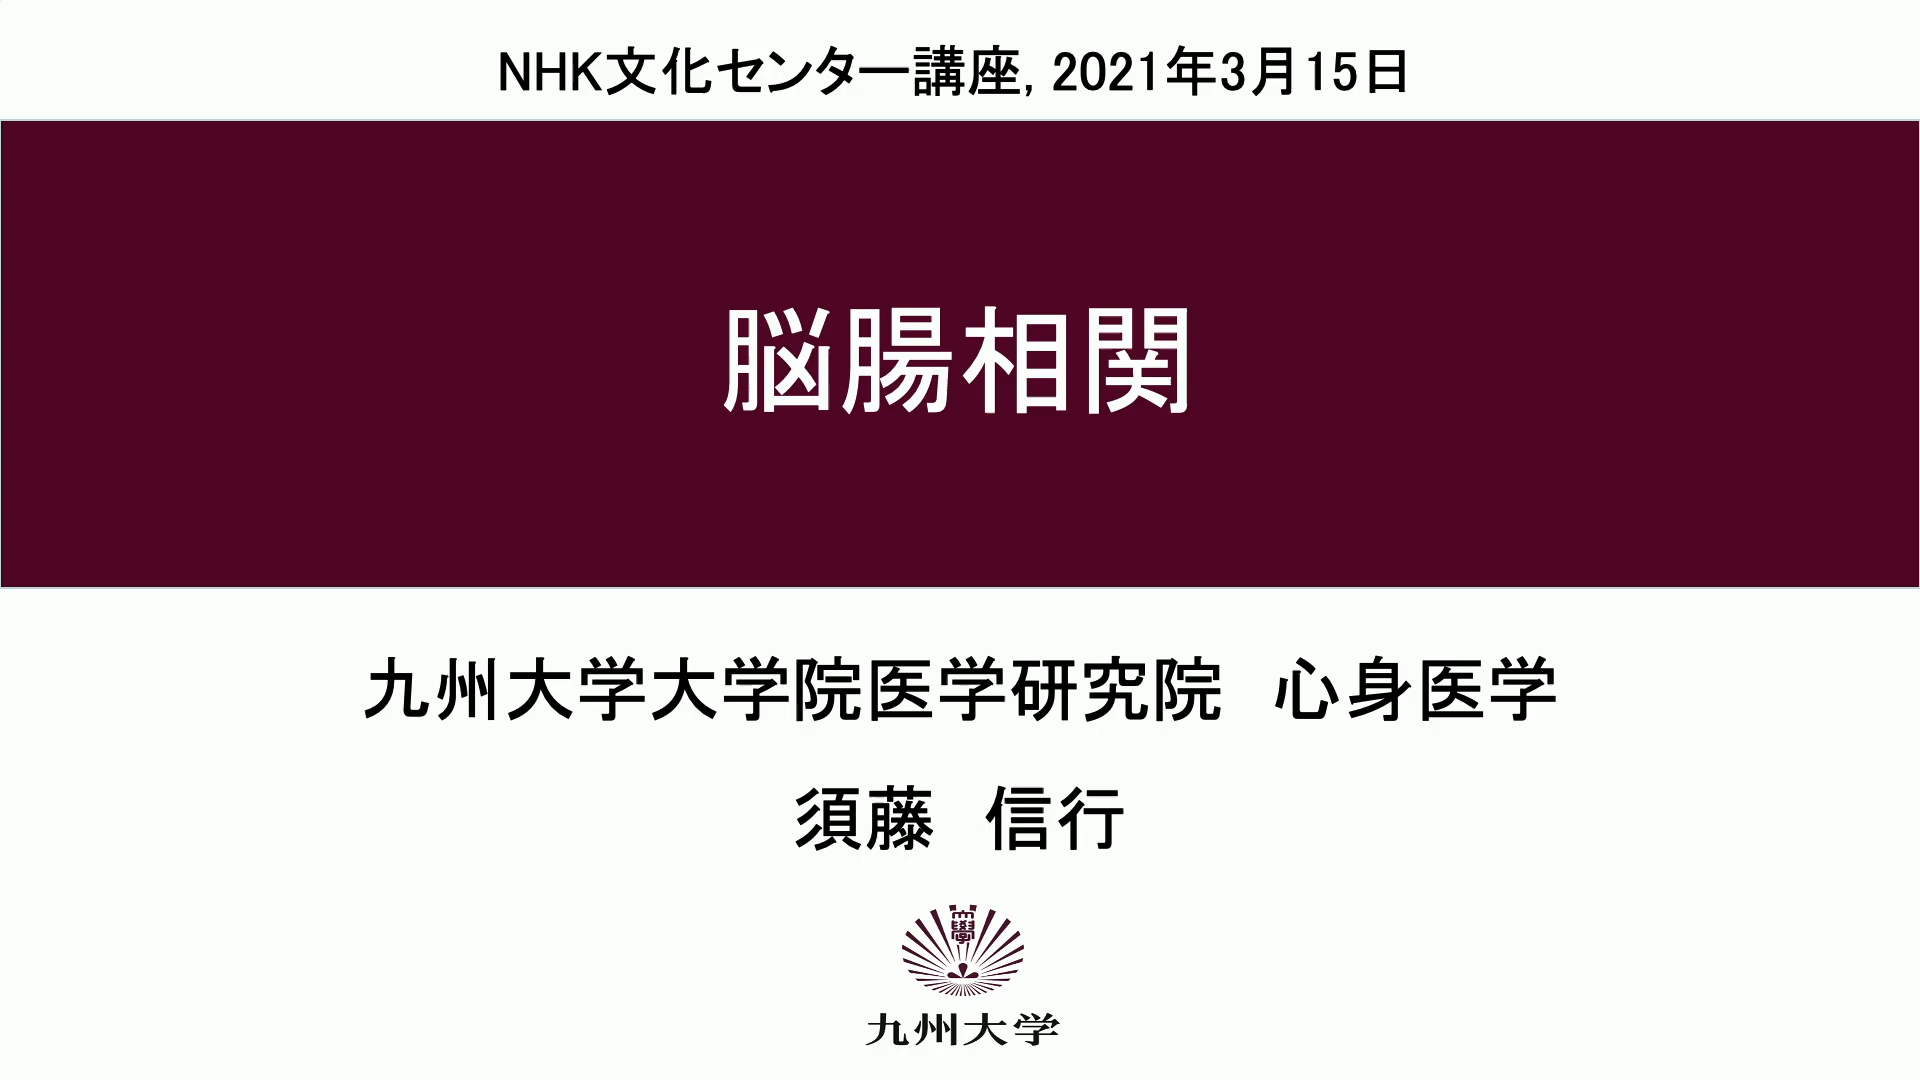 NHK文化センター講座, 2021年3月15日
脳腸相関
九州大学大学院医学研究院　心身医学
須藤　信行
學
九州大学